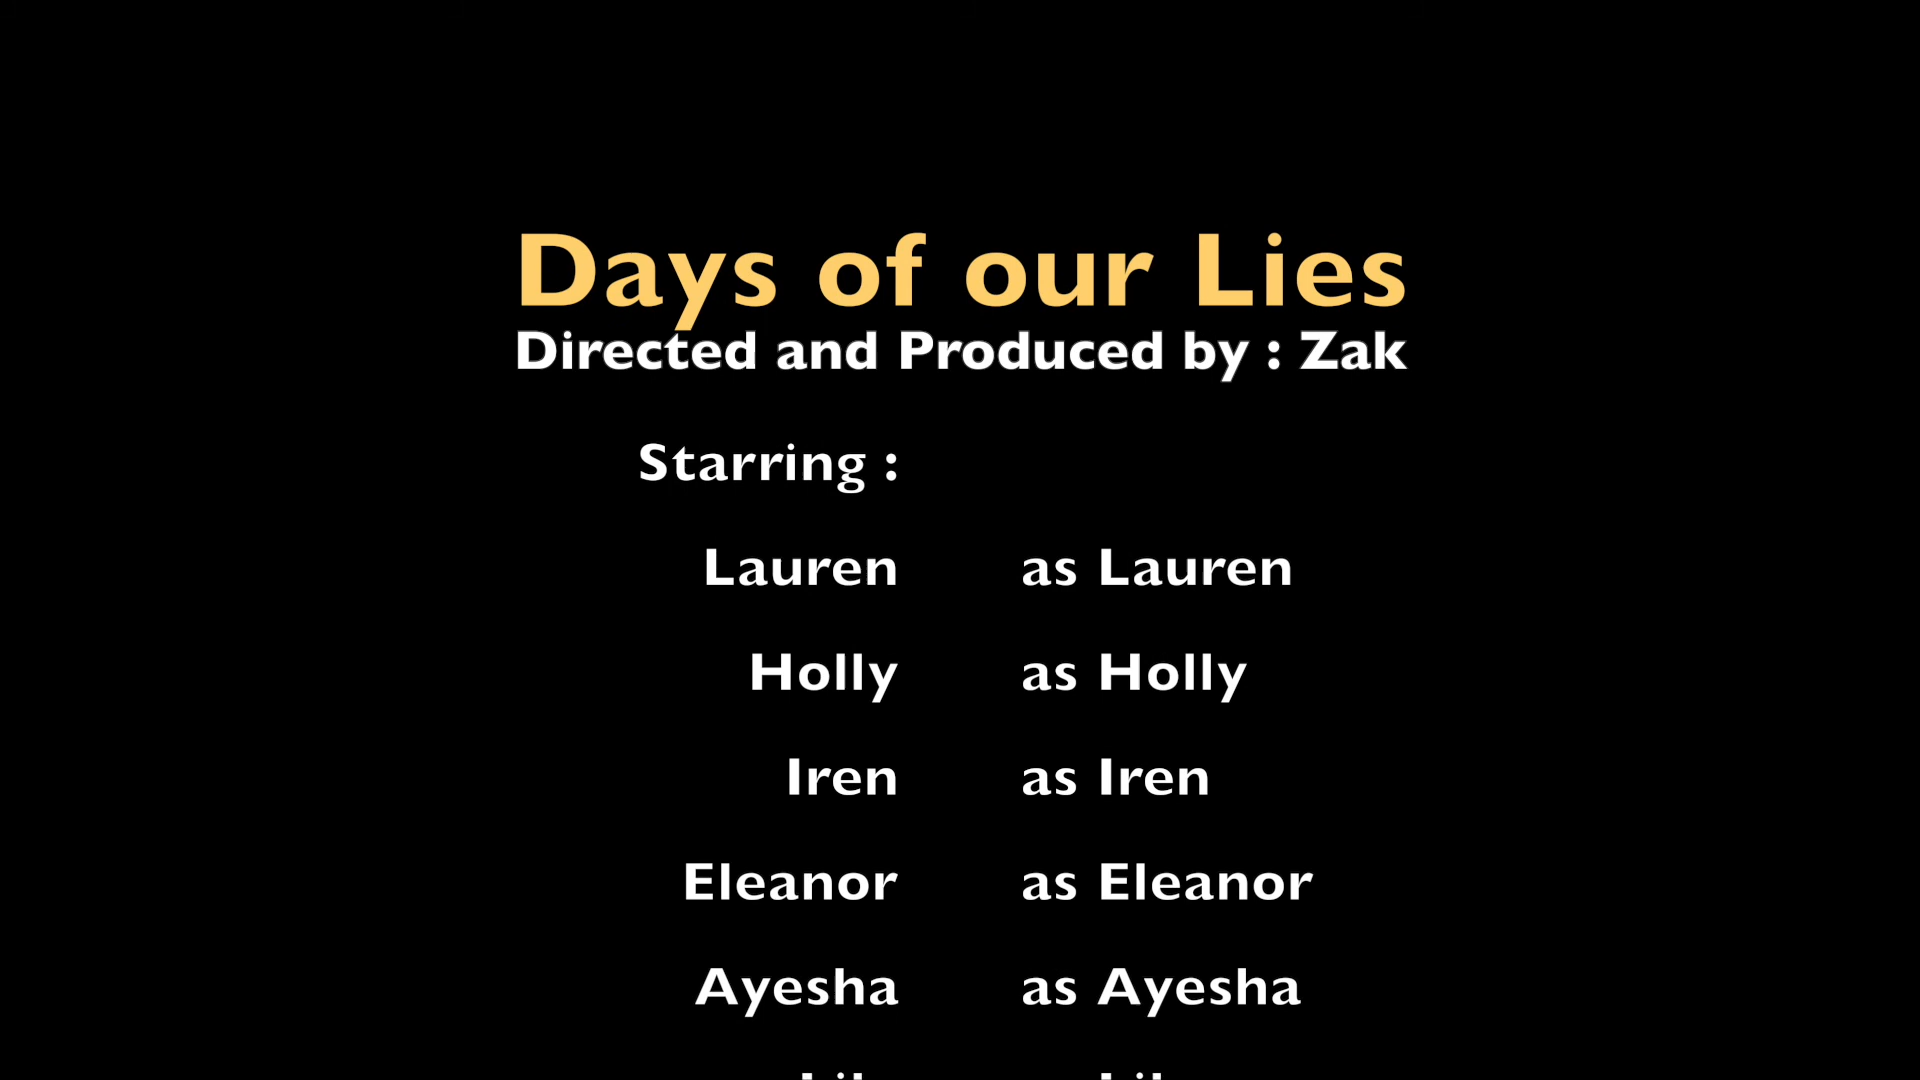 Days of our Lies
Directed and Produced by : Zak
Starring :
Lauren as Lauren
Holly as Holly
Iren as Iren
Eleanor as Eleanor
Ayesha as Ayesha